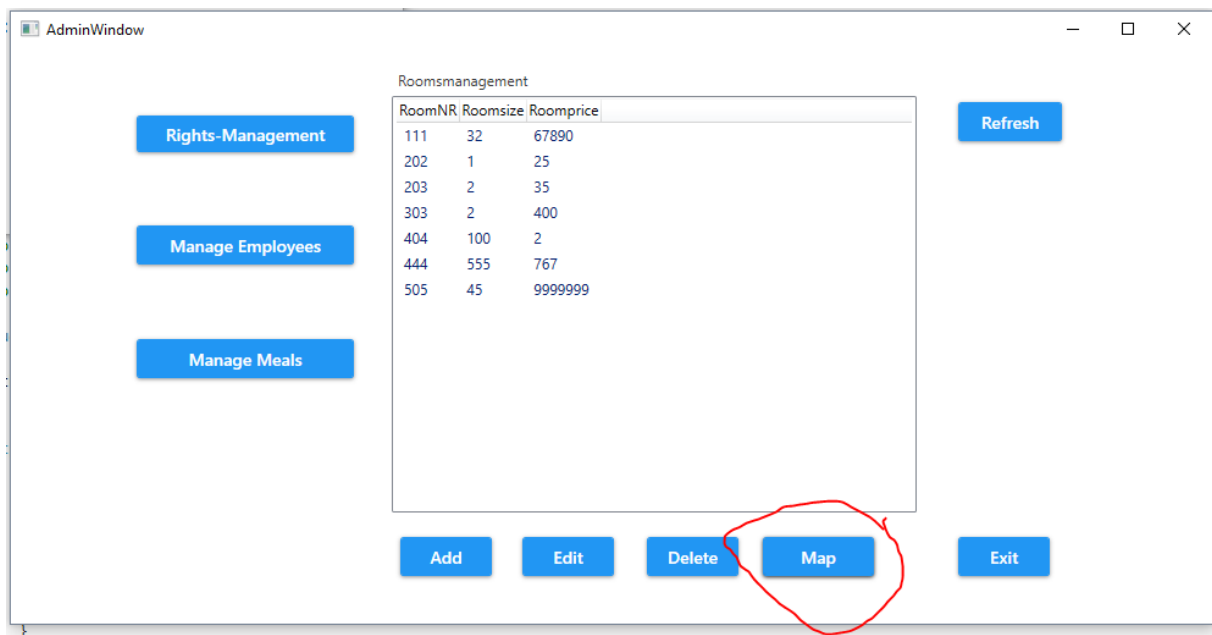 AdminWindow
Roomsmanagement
RoomNR Roomsize Roomprice
111 32 67890
202 1 25
203 2 35
303 2 400
404 100 2
444 555 767
505 45 9999999
Rights-Management
Manage Employees
Manage Meals
Refresh
Add Edit Delete Map Exit
}